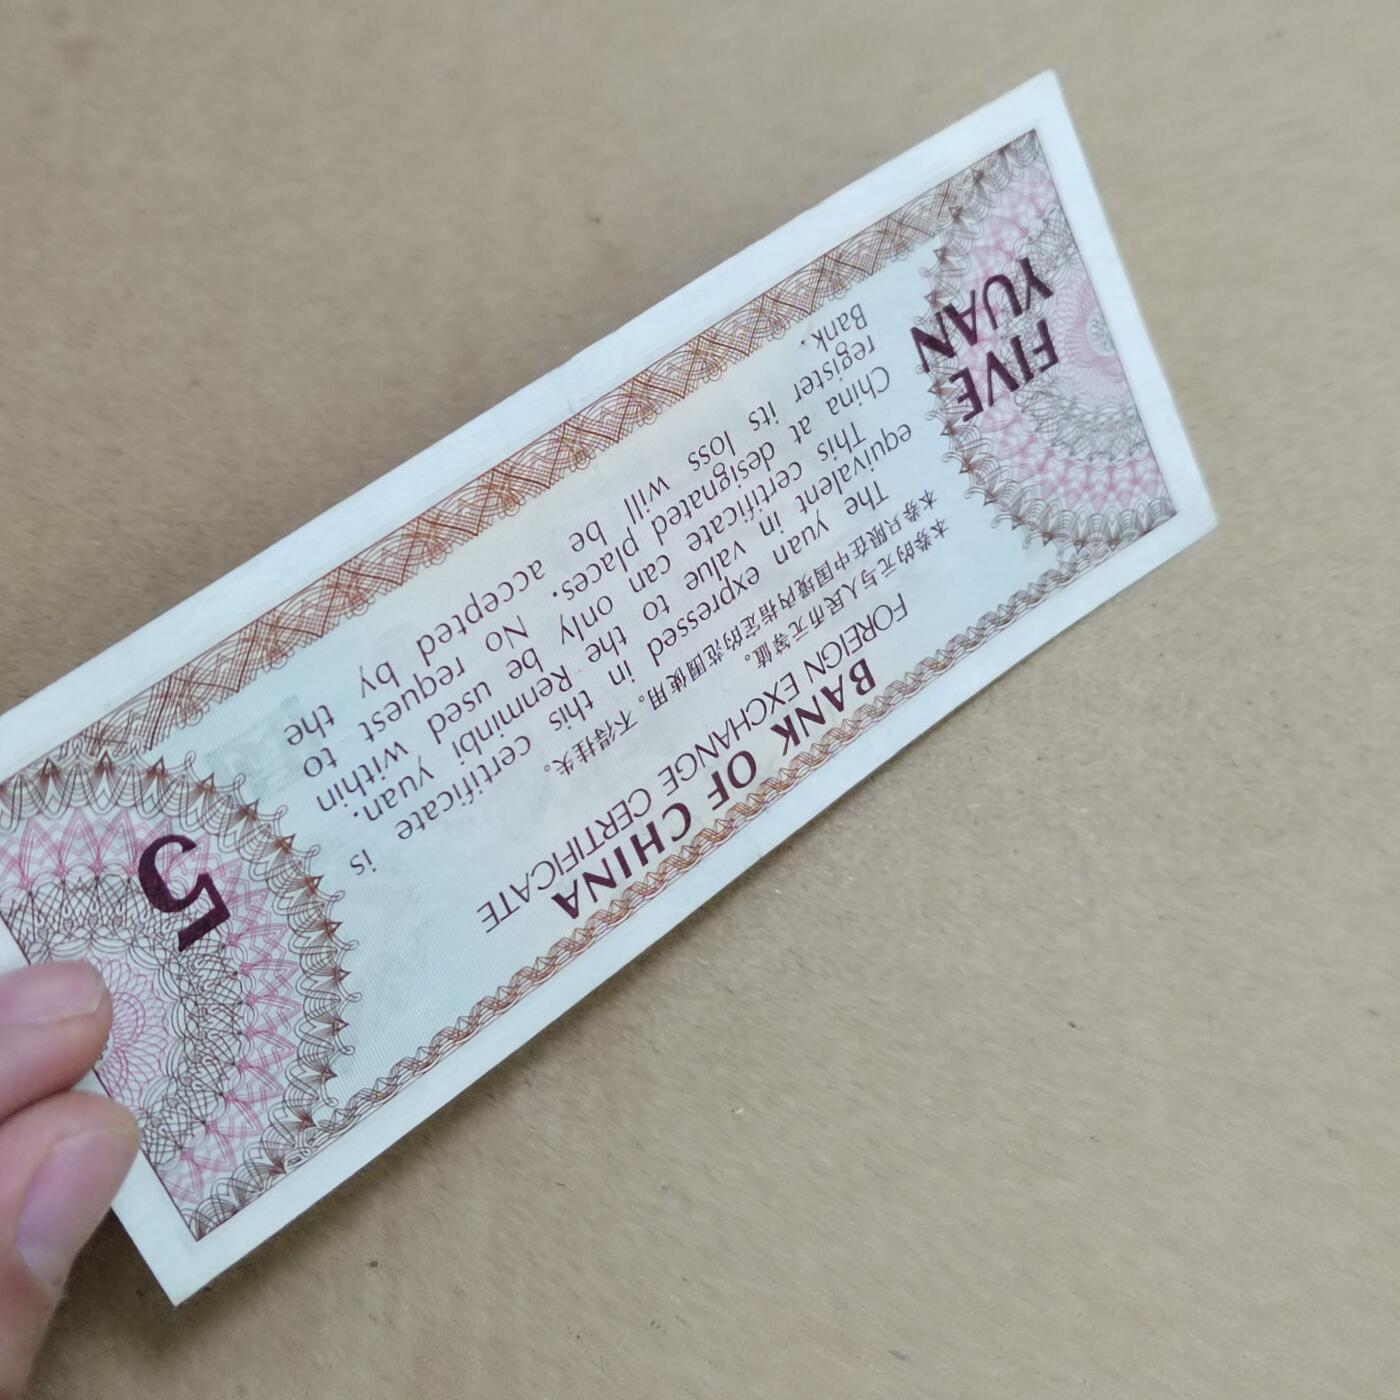 BANK OF CHINA
FOREIGN EXCHANGE CERTIFICATE
本券的元与人民币元等值。
本券只限在中国境内指定的范围使用。不得挂失。
The yuan expressed in this certificate is
equivalent in value to the Renminbi yuan.
This certificate can only be used within
China at designated places. No request to
register its loss will be accepted by the
Bank.
FIVE
YUAN
5